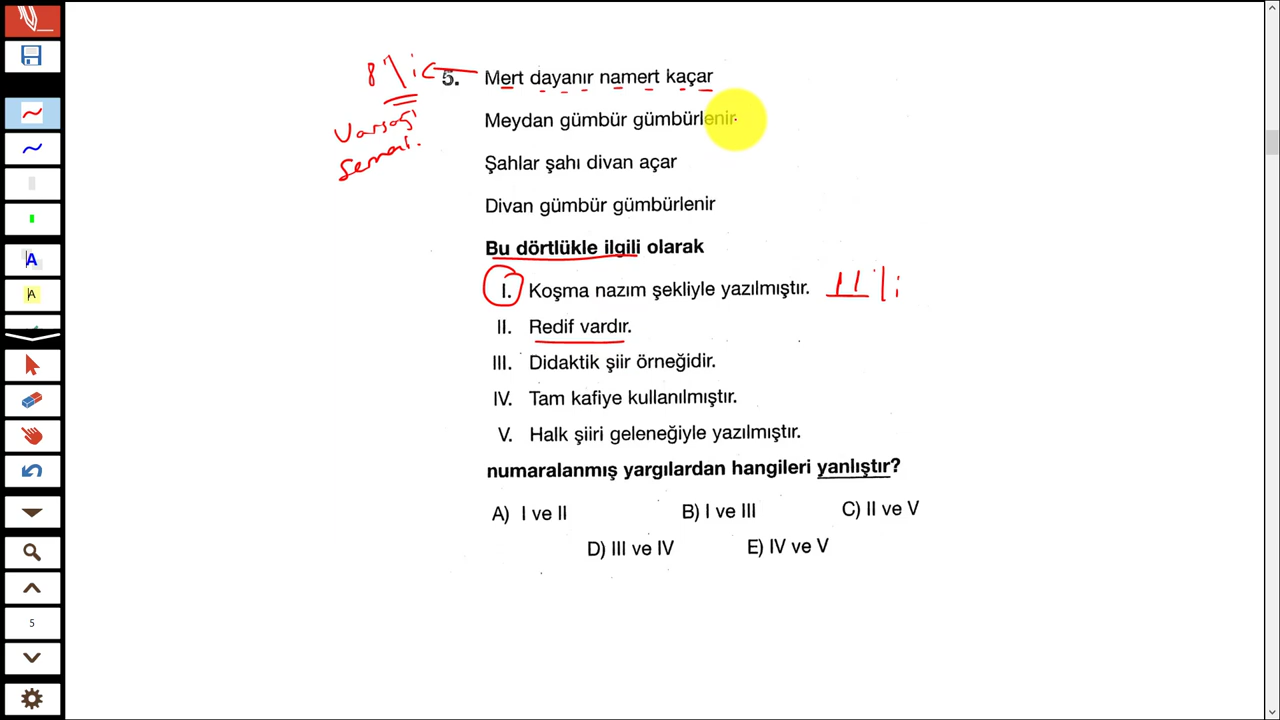 8'li
5. Mert dayanır namert kaçar
Varsağı
semai.
Meydan gümbür gümbürlenir
Şahlar şahı divan açar
Divan gümbür gümbürlenir
Bu dörtlükle ilgili olarak
I. Koşma nazım şekliyle yazılmıştır. 11'li
II. Redif vardır.
III. Didaktik şiir örneğidir.
IV. Tam kafiye kullanılmıştır.
V. Halk şiiri geleneğiyle yazılmıştır.
numaralanmış yargılardan hangileri yanlıştır?
A) I ve II B) I ve III C) II ve V
D) III ve IV E) IV ve V
A
A
5